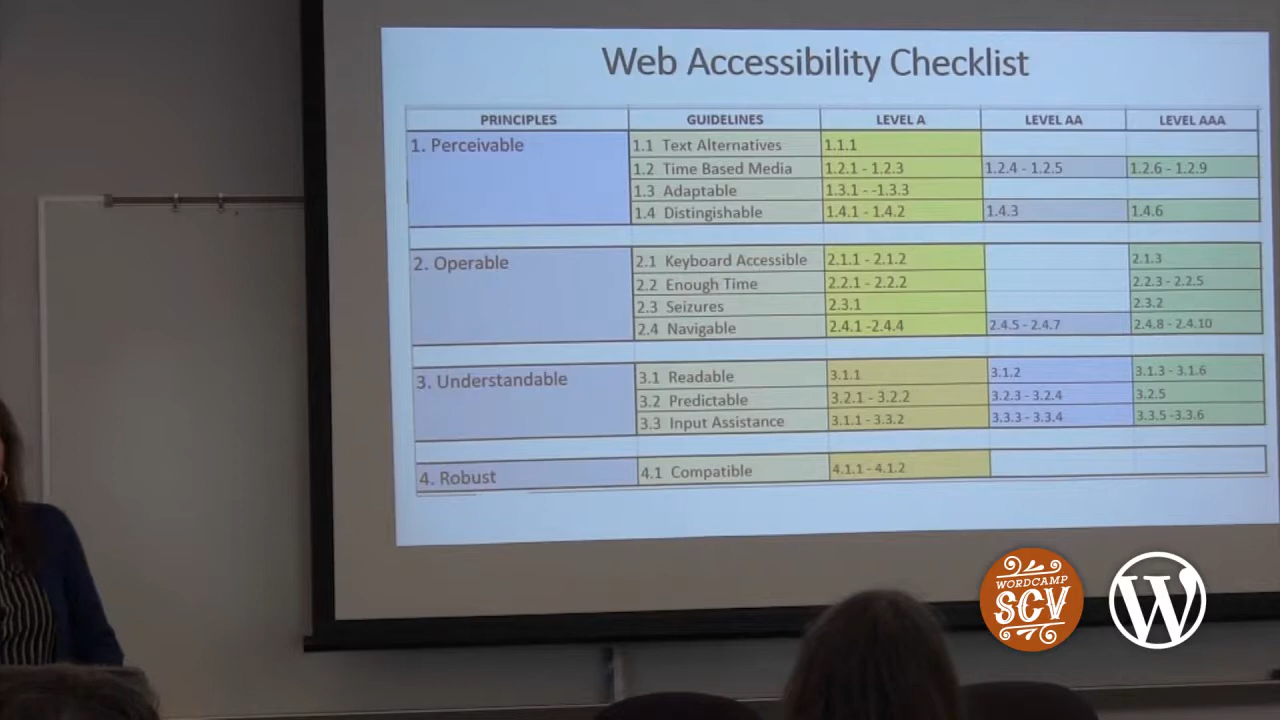 Web Accessibility Checklist
PRINCIPLES GUIDELINES LEVEL A LEVEL AA LEVEL AAA
1. Perceivable 1.1 Text Alternatives 1.1.1
1.2 Time Based Media 1.2.1 - 1.2.3 1.2.4 - 1.2.5 1.2.6 - 1.2.9
1.3 Adaptable 1.3.1 - -1.3.3
1.4 Distingishable 1.4.1 - 1.4.2 1.4.3 1.4.6
2. Operable 2.1 Keyboard Accessible 2.1.1 - 2.1.2 2.1.3
2.2 Enough Time 2.2.1 - 2.2.2 2.2.3 - 2.2.5
2.3 Seizures 2.3.1 2.3.2
2.4 Navigable 2.4.1 -2.4.4 2.4.5 - 2.4.7 2.4.8 - 2.4.10
3. Understandable 3.1 Readable 3.1.1 3.1.2 3.1.3 - 3.1.6
3.2 Predictable 3.2.1 - 3.2.2 3.2.3 - 3.2.4 3.2.5
3.3 Input Assistance 3.1.1 - 3.3.2 3.3.3 - 3.3.4 3.3.5 -3.3.6
4. Robust 4.1 Compatible 4.1.1 - 4.1.2
WORDCAMP
SCV
W